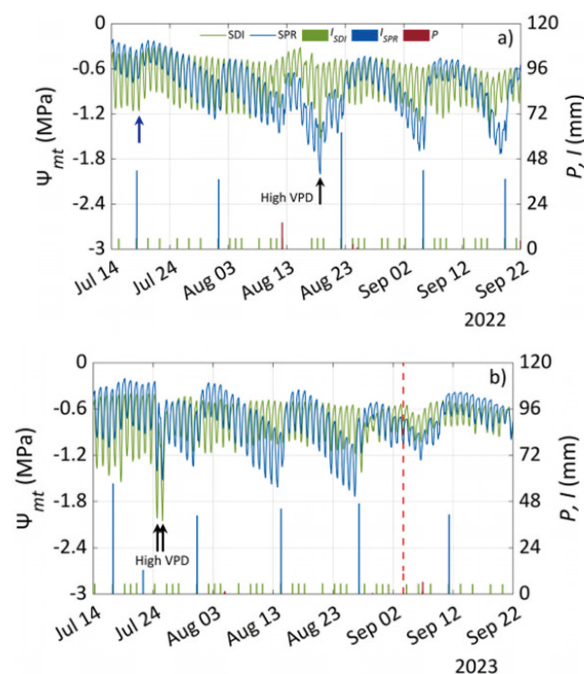 SDI SPR I_SDI I_SPR P
a)
0
-0.6
-1.2
-1.8
-2.4
-3
Ψmt (MPa)
120
96
72
48
24
0
P, I (mm)
High VPD
Jul 14 Jul 24 Aug 03 Aug 13 Aug 23 Sep 02 Sep 12 Sep 22
2022
b)
0
-0.6
-1.2
-1.8
-2.4
-3
Ψmt (MPa)
120
96
72
48
24
0
P, I (mm)
High VPD
Jul 14 Jul 24 Aug 03 Aug 13 Aug 23 Sep 02 Sep 12 Sep 22
2023